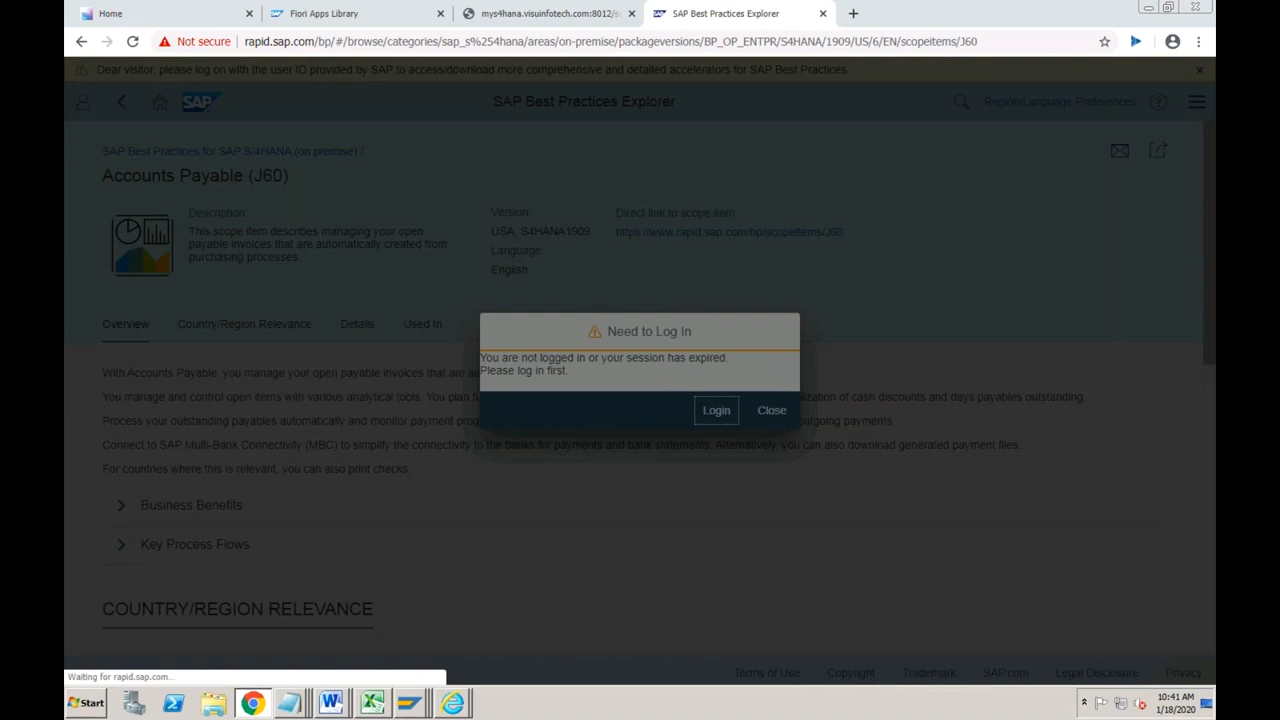 Home
Fiori Apps Library
mys4hana.visuinfotech.com:8012/s
SAP Best Practices Explorer
Not secure
rapid.sap.com/bp/#/browse/categories/sap_s%254hana/areas/on-premise/packageversions/BP_OP_ENTPR/S4HANA/1909/US/6/EN/scopeitems/J60
Dear visitor, please log on with the user ID provided by SAP to access/download more comprehensive and detailed accelerators for SAP Best Practices.
SAP
SAP Best Practices Explorer
Region/Language Preferences
SAP Best Practices for SAP S/4HANA (on premise) /
Accounts Payable (J60)
Description:
This scope item describes managing your open
payable invoices that are automatically created from
purchasing processes.
Version:
USA, S4HANA1909
Language:
English
Direct link to scope item:
https://www.rapid.sap.com/bp/scopeitems/J60
Overview
Country/Region Relevance
Details
Used In
Need to Log In
You are not logged in or your session has expired.
Please log in first.
Login
Close
With Accounts Payable, you manage your open payable invoices that are
You manage and control open items with various analytical tools. You plan
ization of cash discounts and days payables outstanding.
Process your outstanding payables automatically and monitor payment
utgoing payments.
Connect to SAP Multi-Bank Connectivity (MBC) to simplify the connectivity to the banks for payments and bank statements. Alternatively, you can also download generated payment files.
For countries where this is relevant, you can also print checks.
Business Benefits
Key Process Flows
COUNTRY/REGION RELEVANCE
Waiting for rapid.sap.com...
Terms of Use
Copyright
Trademark
SAP.com
Legal Disclosure
Privacy
Start
10:41 AM
1/18/2020